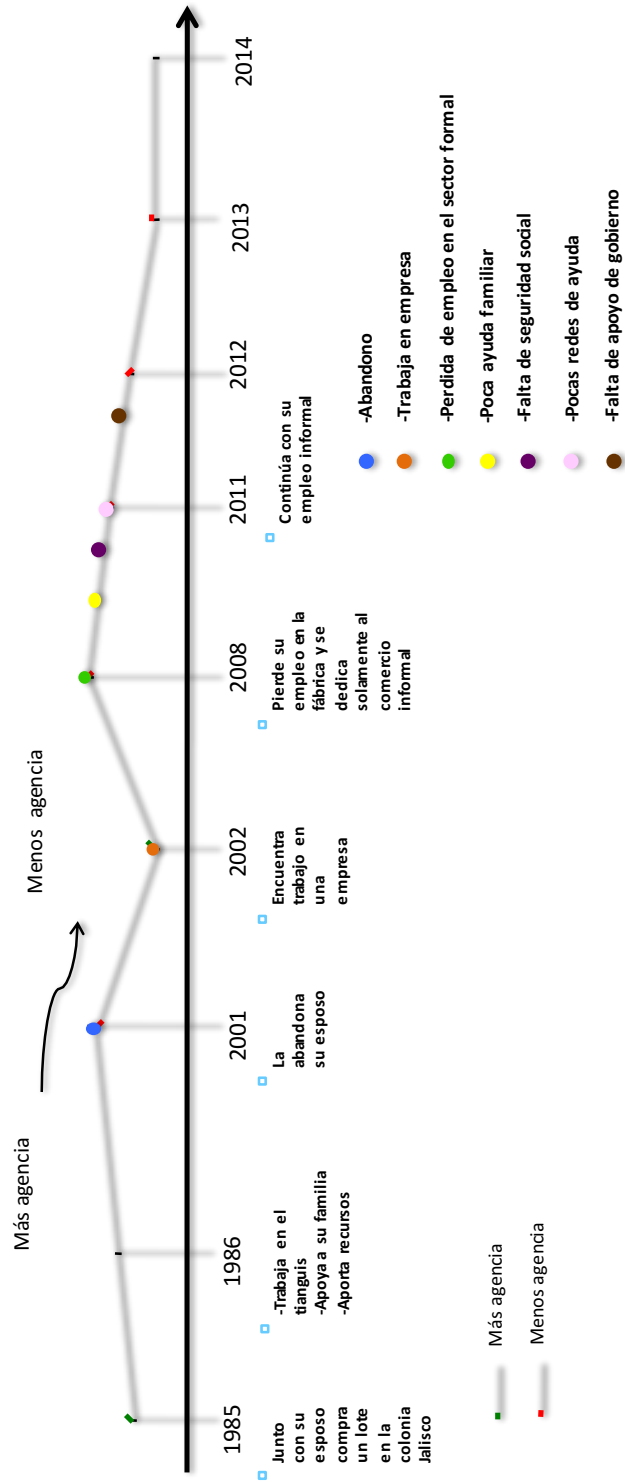 Más agencia
Menos agencia
1985
1986
2001
2002
2008
2011
2012
2013
2014
Junto
con su
esposo
compra
un lote
en la
colonia
Jalisco
-Trabaja en el
tianguis
-Apoya a su familia
-Aporta recursos
La
abandona
su esposo
Encuentra
trabajo en
una
empresa
Pierde su
empleo en la
fábrica y se
dedica
solamente al
comercio
informal
Continúa con su
empleo informal
Más agencia
Menos agencia
-Abandono
-Trabaja en empresa
-Perdida de empleo en el sector formal
-Poca ayuda familiar
-Falta de seguridad social
-Pocas redes de ayuda
-Falta de apoyo de gobierno